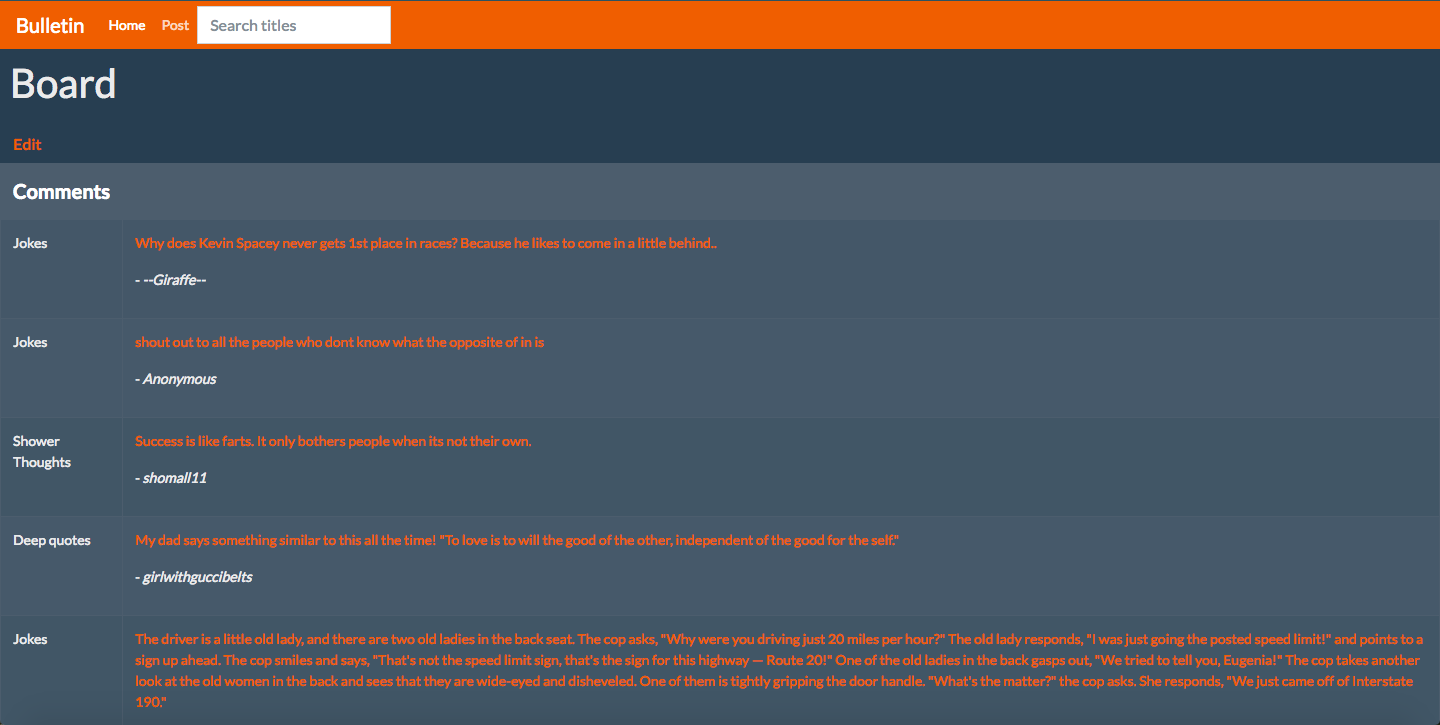 Bulletin Home Post Search titles
Board
Edit
Comments
Jokes Why does Kevin Spacey never gets 1st place in races? Because he likes to come in a little behind..
- --Giraffe--
Jokes shout out to all the people who dont know what the opposite of in is
- Anonymous
Shower Success is like farts. It only bothers people when its not their own.
Thoughts
- shomall11
Deep quotes My dad says something similar to this all the time! "To love is to will the good of the other, independent of the good for the self."
- girlwithguccibelts
Jokes The driver is a little old lady, and there are two old ladies in the back seat. The cop asks, "Why were you driving just 20 miles per hour?" The old lady responds, "I was just going the posted speed limit!" and points to a
sign up ahead. The cop smiles and says, "That's not the speed limit sign, that's the sign for this highway — Route 20!" One of the old ladies in the back gasps out, "We tried to tell you, Eugenia!" The cop takes another
look at the old women in the back and sees that they are wide-eyed and disheveled. One of them is tightly gripping the door handle. "What's the matter?" the cop asks. She responds, "We just came off of Interstate
190."